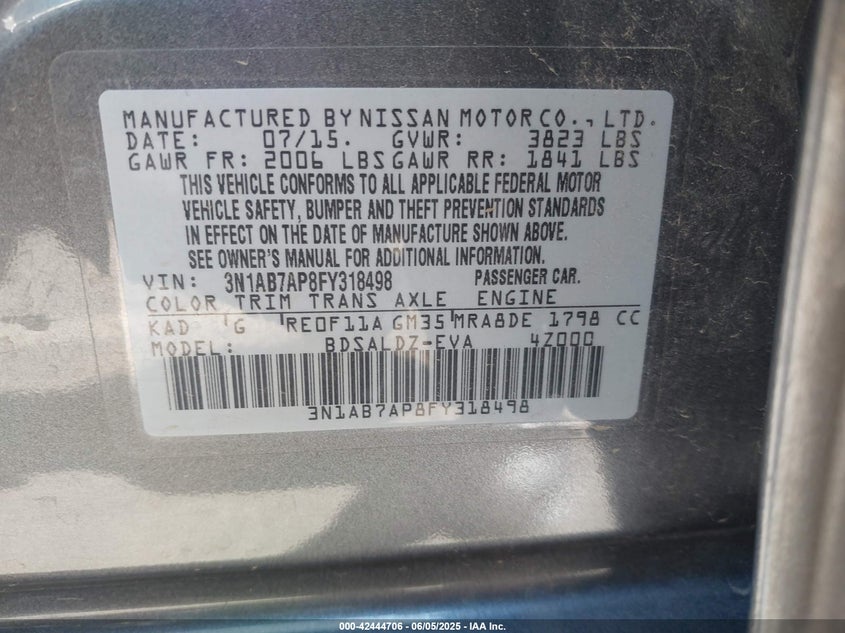 MANUFACTURED BY NISSAN MOTOR CO., LTD.
DATE: 07/15. GVWR: 3823 LBS
GAWR FR: 2006 LBS GAWR RR: 1841 LBS
THIS VEHICLE CONFORMS TO ALL APPLICABLE FEDERAL MOTOR
VEHICLE SAFETY, BUMPER AND THEFT PREVENTION STANDARDS
IN EFFECT ON THE DATE OF MANUFACTURE SHOWN ABOVE.
SEE OWNER'S MANUAL FOR ADDITIONAL INFORMATION.
VIN: 3N1AB7AP8FY318498 PASSENGER CAR.
COLOR TRIM TRANS AXLE ENGINE
KAD G RE0F11A GM35 MRA8DE 1798 CC
MODEL: BDSALDZ-EVA 4Z000
3N1AB7AP8FY318498
000-42444706 - 06/05/2025 - IAA Inc.